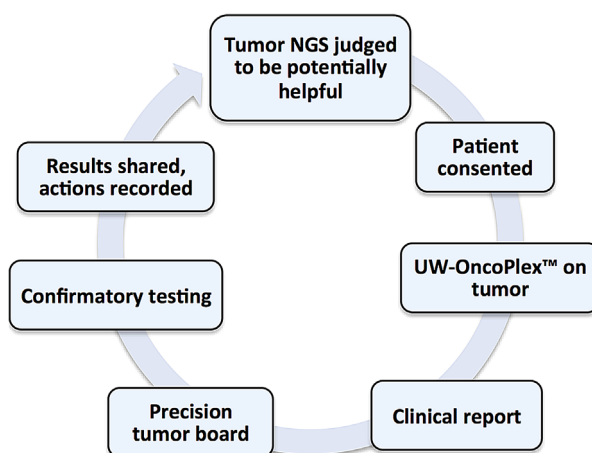 Tumor NGS judged
to be potentially
helpful
Patient
consented
UW-OncoPlex™ on
tumor
Clinical report
Precision
tumor board
Confirmatory testing
Results shared,
actions recorded